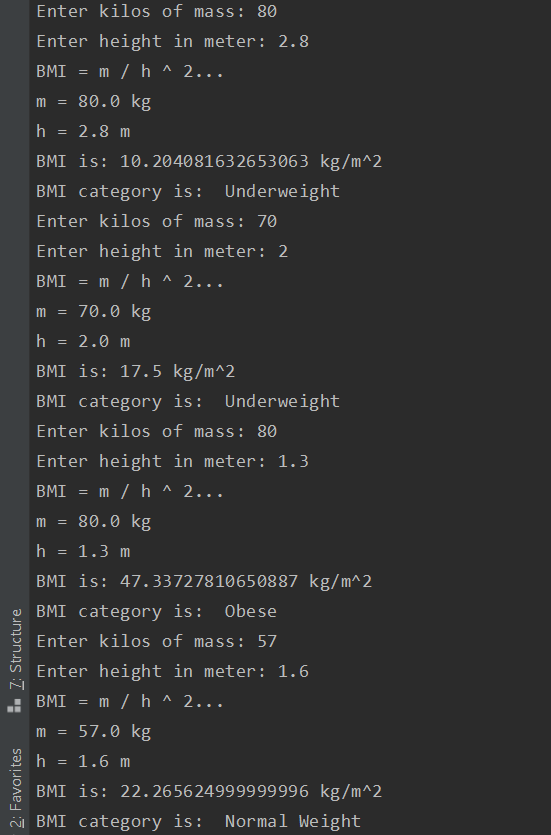 Enter kilos of mass: 80
Enter height in meter: 2.8
BMI = m / h ^ 2...
m = 80.0 kg
h = 2.8 m
BMI is: 10.204081632653063 kg/m^2
BMI category is:  Underweight
Enter kilos of mass: 70
Enter height in meter: 2
BMI = m / h ^ 2...
m = 70.0 kg
h = 2.0 m
BMI is: 17.5 kg/m^2
BMI category is:  Underweight
Enter kilos of mass: 80
Enter height in meter: 1.3
BMI = m / h ^ 2...
m = 80.0 kg
h = 1.3 m
BMI is: 47.33727810650887 kg/m^2
BMI category is:  Obese
Enter kilos of mass: 57
Enter height in meter: 1.6
BMI = m / h ^ 2...
m = 57.0 kg
h = 1.6 m
BMI is: 22.265624999999996 kg/m^2
BMI category is:  Normal Weight
7: Structure
2: Favorites